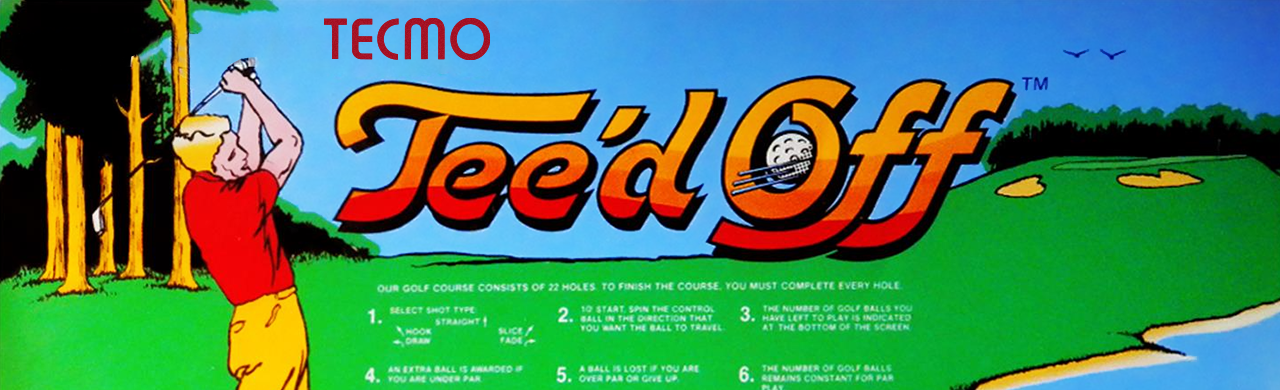 TECMO
Tee'd Off TM
OUR GOLF COURSE CONSISTS OF 22 HOLES. TO FINISH THE COURSE, YOU MUST COMPLETE EVERY HOLE.
1. SELECT SHOT TYPE:
STRAIGHT
HOOK SLICE
DRAW FADE
2. TO START, SPIN THE CONTROL
BALL IN THE DIRECTION THAT
YOU WANT THE BALL TO TRAVEL.
3. THE NUMBER OF GOLF BALLS YOU
HAVE LEFT TO PLAY IS INDICATED
AT THE BOTTOM OF THE SCREEN.
4. AN EXTRA BALL IS AWARDED IF
YOU ARE UNDER PAR.
5. A BALL IS LOST IF YOU ARE
OVER PAR OR GIVE UP.
6. THE NUMBER OF GOLF BALLS
REMAINS CONSTANT FOR PAR
PLAY.